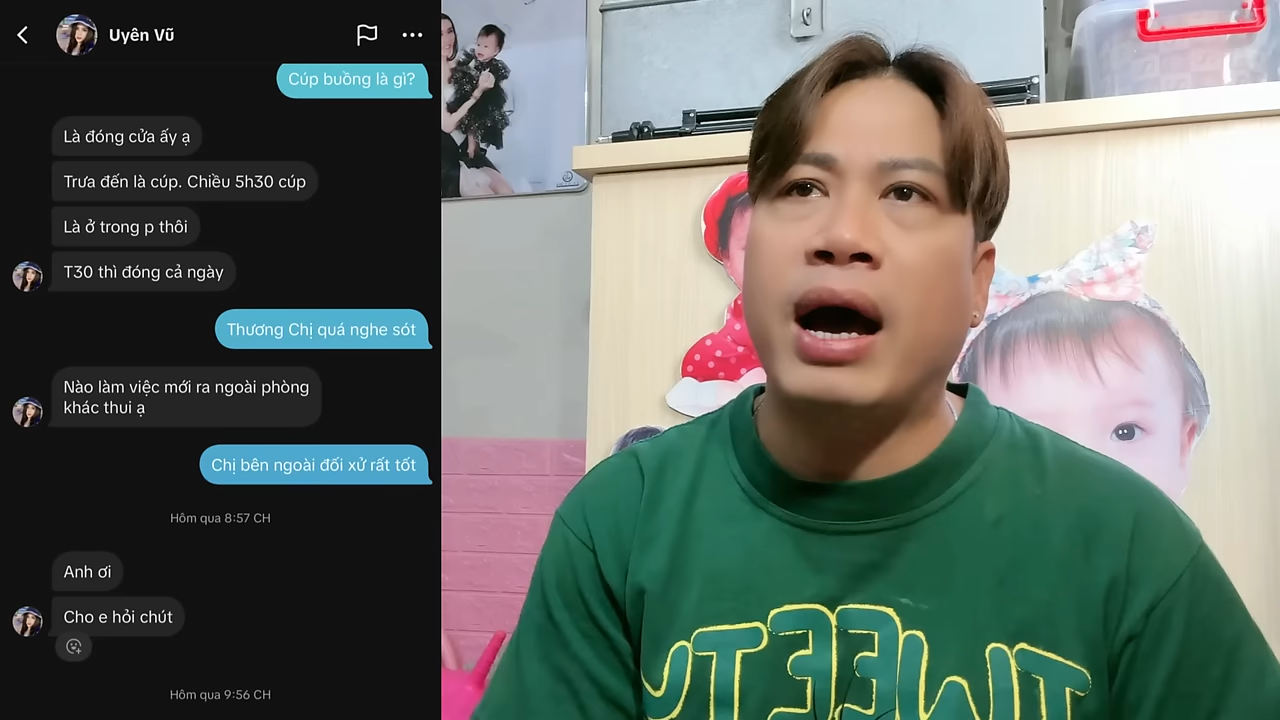 Uyên Vũ
Cúp buồng là gì?
Là đóng cửa ấy ạ
Trưa đến là cúp. Chiều 5h30 cúp
Là ở trong p thôi
T30 thì đóng cả ngày
Thương Chị quá nghe sót
Nào làm việc mới ra ngoài phòng
khác thui ạ
Chị bên ngoài đối xử rất tốt
Hôm qua 8:57 CH
Anh ơi
Cho e hỏi chút
Hôm qua 9:56 CH